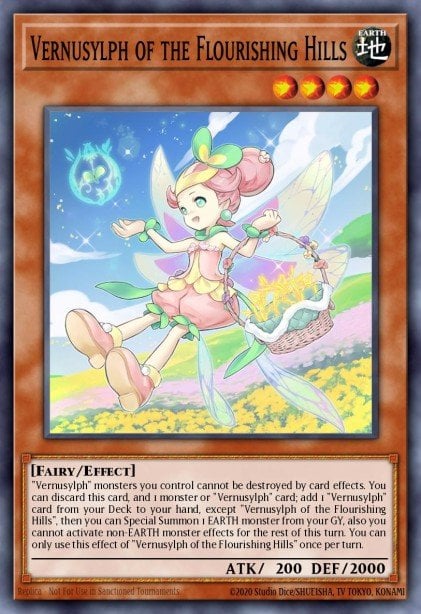 Vernusylph of the Flourishing Hills
EARTH
地
[Fairy/Effect]
"Vernusylph" monsters you control cannot be destroyed by card effects. You
can discard this card, and 1 monster or "Vernusylph" card; add 1 "Vernusylph"
card from your Deck to your hand, except "Vernusylph of the Flourishing
Hills", then you can Special Summon 1 EARTH monster from your GY, also you
cannot activate non-EARTH monster effects for the rest of this turn. You can
only use this effect of "Vernusylph of the Flourishing Hills" once per turn.
ATK/ 200 DEF/2000
Replica - Not For Use in Sanctioned Tournaments
©2020 Studio Dice/SHUEISHA, TV TOKYO, KONAMI